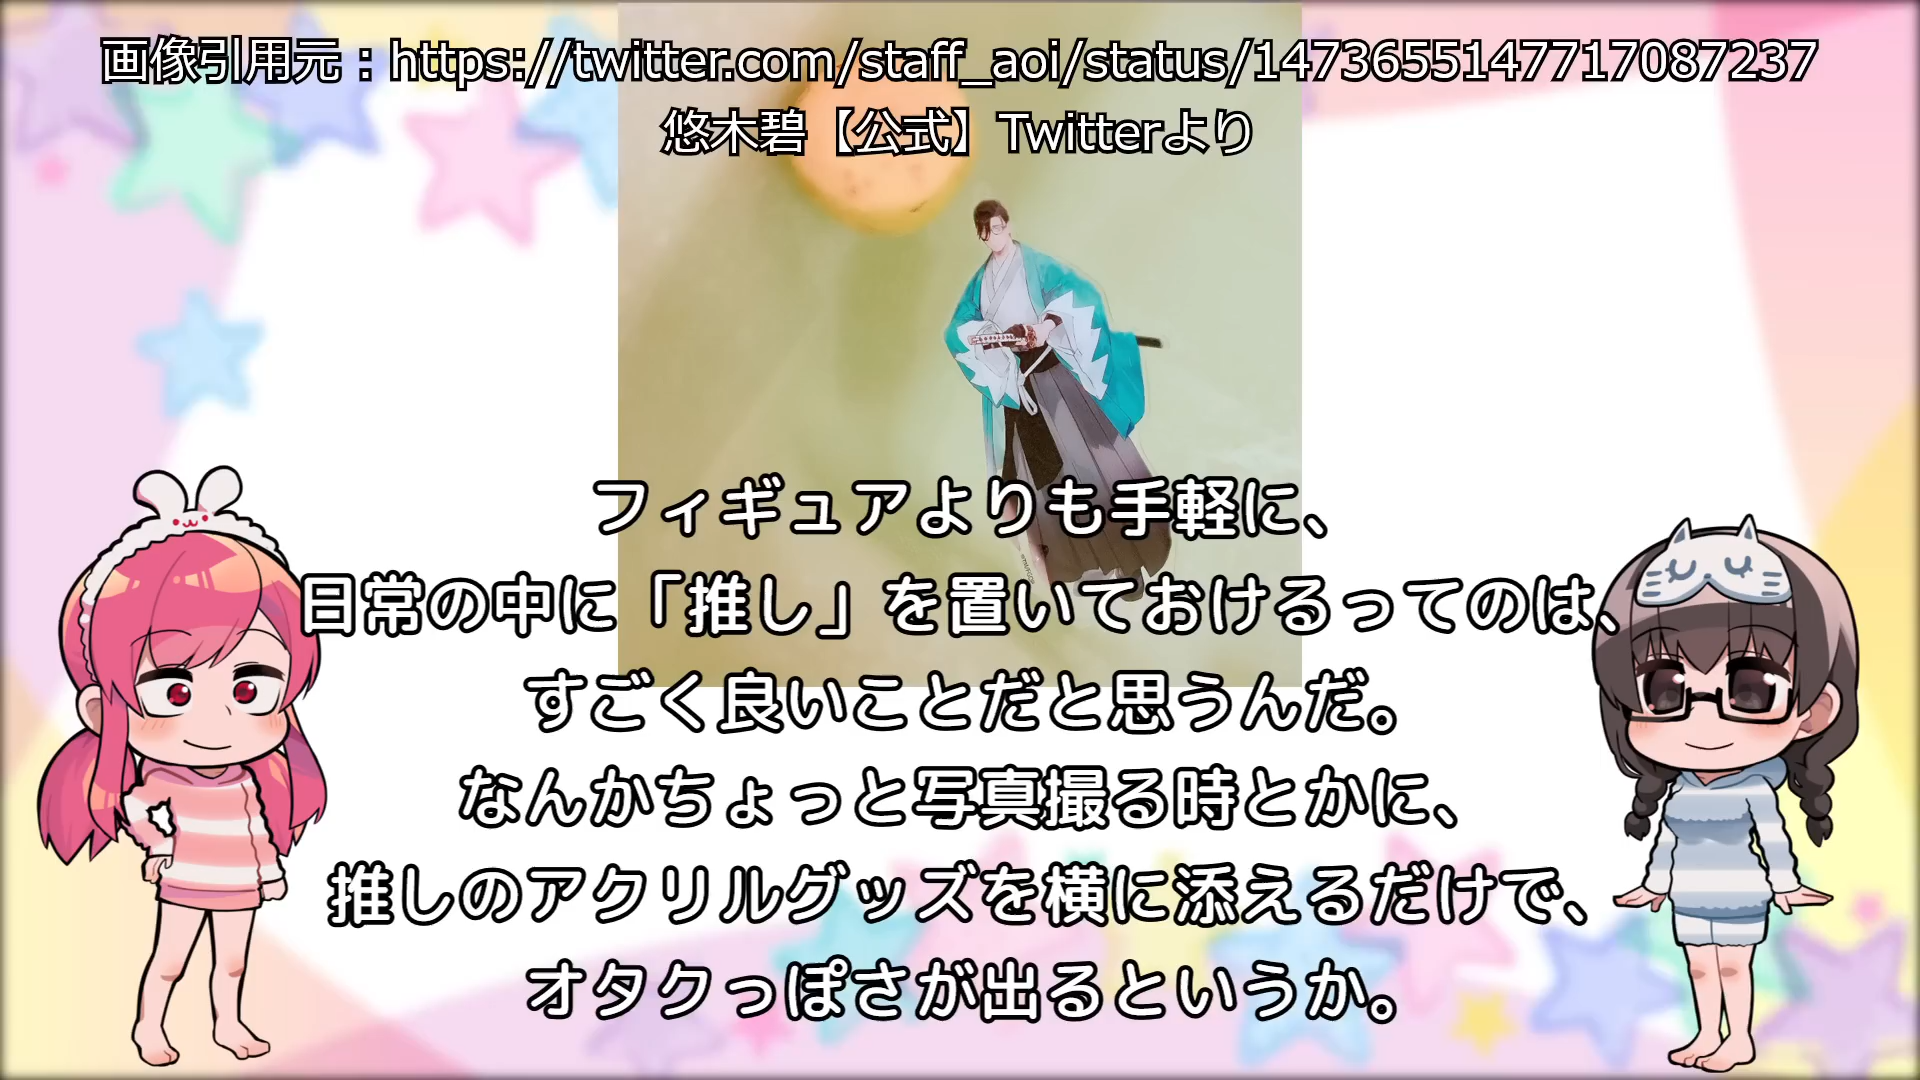 画像引用元：https://twitter.com/staff_aoi/status/1473655147717087237
悠木碧【公式】Twitterより
フィギュアよりも手軽に、
日常の中に「推し」を置いておけるってのは、
すごく良いことだと思うんだ。
なんかちょっと写真撮る時とかに、
推しのアクリルグッズを横に添えるだけで、
オタクっぽさが出るというか。